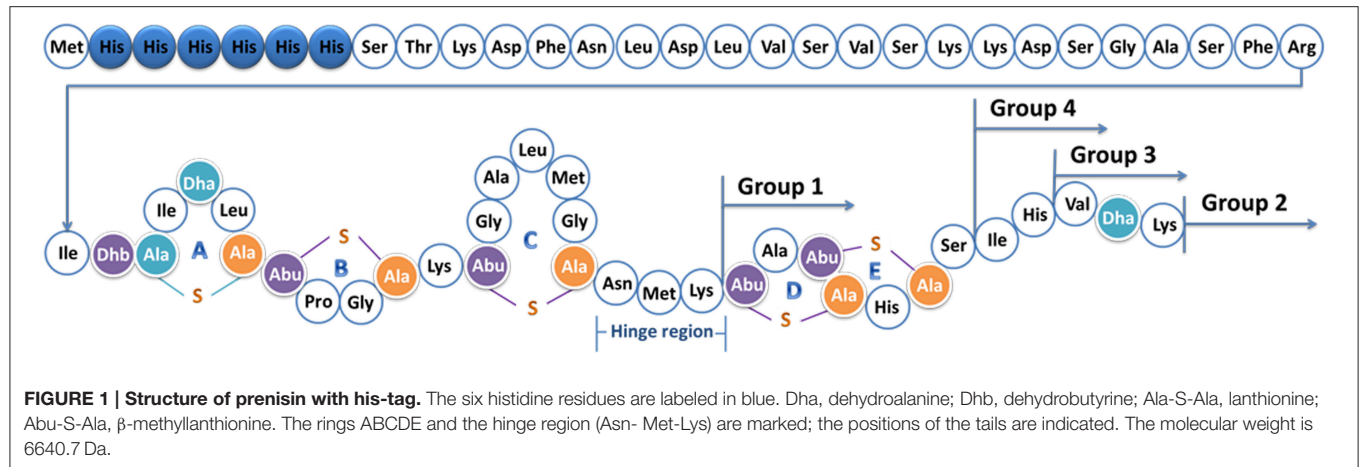 Met His His His His His His Ser Thr Lys Asp Phe Asn Leu Asp Leu Val Ser Val Ser Lys Lys Asp Ser Gly Ala Ser Phe Arg
Group 4
Group 3
Group 2
Group 1
Ile Dhb Ala Ile Dha Leu Ala
A
S
Abu Pro Gly Ala
S
B
Lys
Abu Gly Ala Leu Met Gly Ala
C
S
Asn Met Lys
Hinge region
Abu Ala Abu Ala His Ala
D
S
S
E
Ser Ile His Val Dha Lys
FIGURE 1 | Structure of prenisin with his-tag. The six histidine residues are labeled in blue. Dha, dehydroalanine; Dhb, dehydrobutyrine; Ala-S-Ala, lanthionine;
Abu-S-Ala, β-methyllanthionine. The rings ABCDE and the hinge region (Asn- Met-Lys) are marked; the positions of the tails are indicated. The molecular weight is
6640.7 Da.